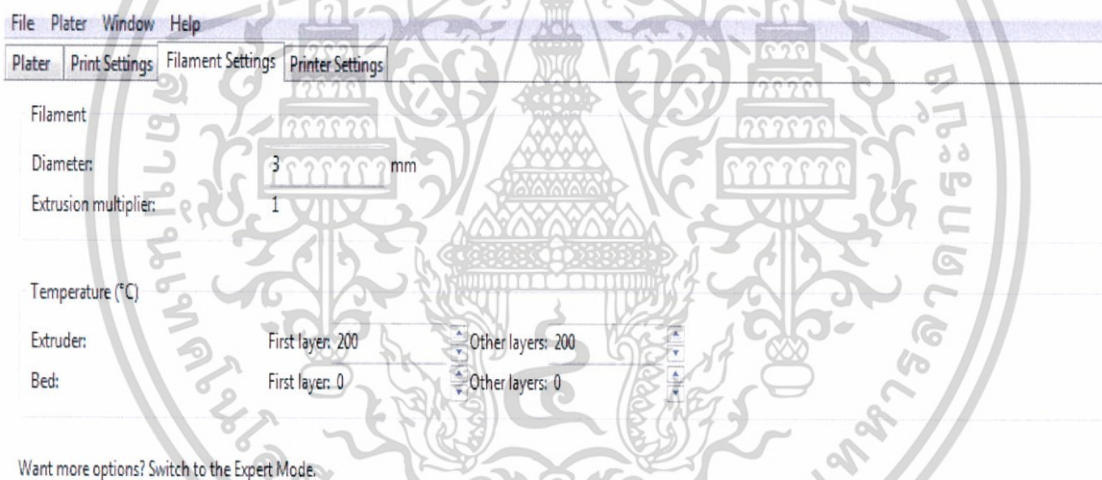 File Plater Window Help
Plater Print Settings Filament Settings Printer Settings
Filament
Diameter: 3 mm
Extrusion multiplier: 1
Temperature (°C)
Extruder: First layer: 200 Other layers: 200
Bed: First layer: 0 Other layers: 0
Want more options? Switch to the Expert Mode.